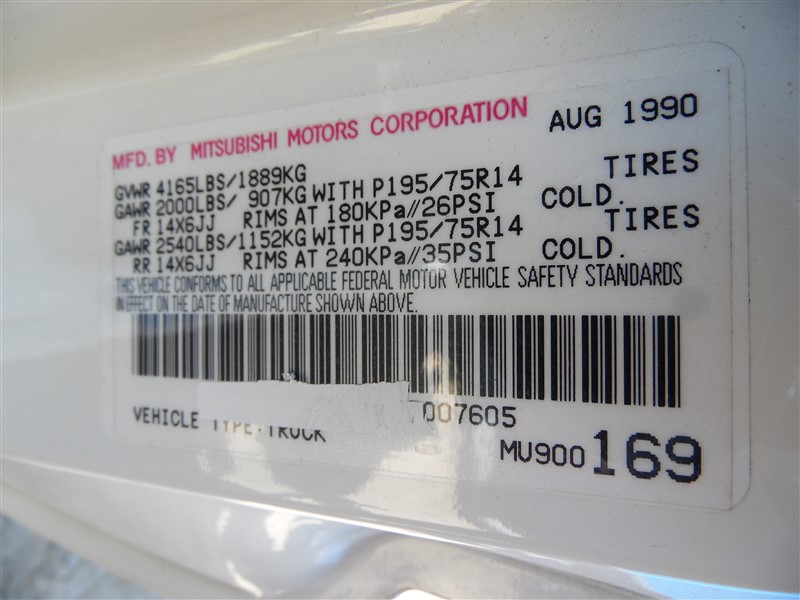 MFD. BY MITSUBISHI MOTORS CORPORATION AUG 1990
GVWR 4165LBS/1889KG
GAWR 2000LBS/ 907KG WITH P195/75R14 TIRES
FR 14X6JJ RIMS AT 180KPa//26PSI COLD.
GAWR 2540LBS/1152KG WITH P195/75R14 TIRES
RR 14X6JJ RIMS AT 240KPa//35PSI COLD.
THIS VEHICLE CONFORMS TO ALL APPLICABLE FEDERAL MOTOR VEHICLE SAFETY STANDARDS
IN EFFECT ON THE DATE OF MANUFACTURE SHOWN ABOVE.
007605
VEHICLE TYPE:TRUCK
MU900 169